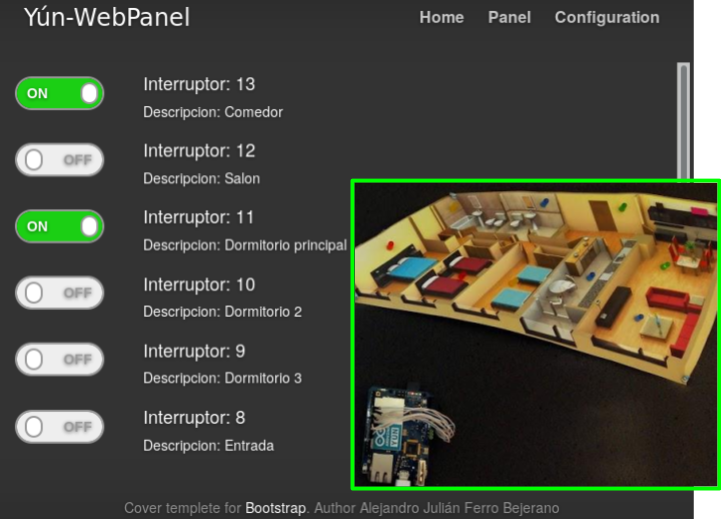 Yún-WebPanel
Home Panel Configuration
ON
Interruptor: 13
Descripcion: Comedor
OFF
Interruptor: 12
Descripcion: Salon
ON
Interruptor: 11
Descripcion: Dormitorio principal
OFF
Interruptor: 10
Descripcion: Dormitorio 2
OFF
Interruptor: 9
Descripcion: Dormitorio 3
OFF
Interruptor: 8
Descripcion: Entrada
YUN
Cover templete for Bootstrap. Author Alejandro Julián Ferro Bejerano